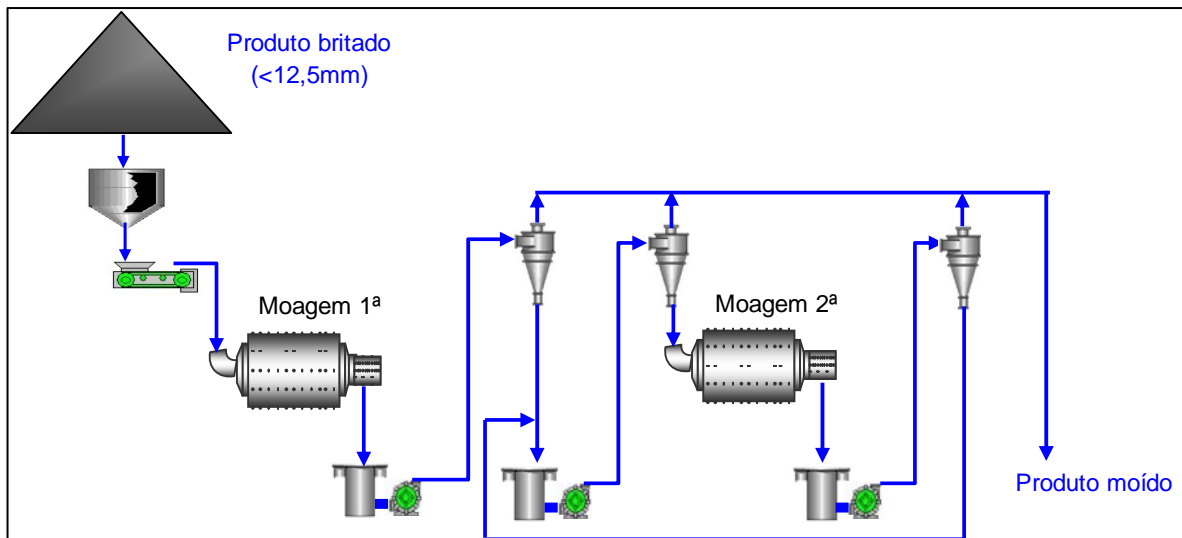 Produto britado
(<12,5mm)
Moagem 1ª
Moagem 2ª
Produto moído